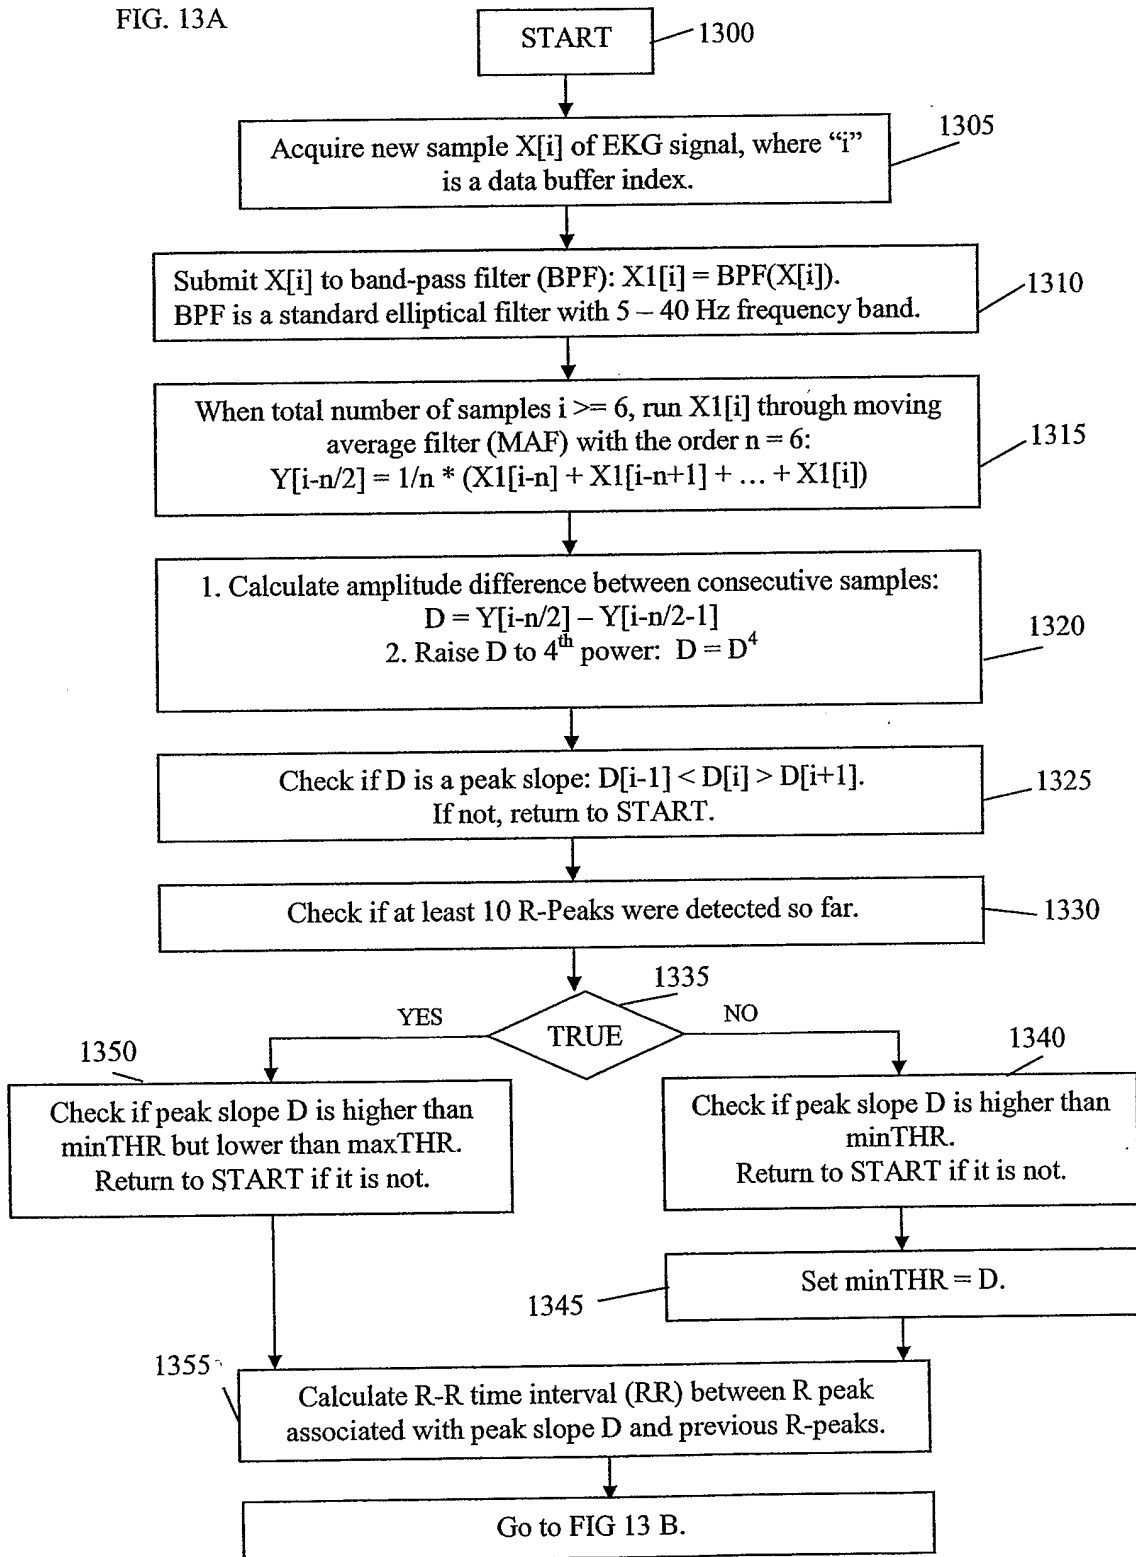 FIG. 13A
START
1300
Acquire new sample X[i] of EKG signal, where “i”
is a data buffer index.
1305
Submit X[i] to band-pass filter (BPF): X1[i] = BPF(X[i]).
BPF is a standard elliptical filter with 5 – 40 Hz frequency band.
1310
When total number of samples i >= 6, run X1[i] through moving
average filter (MAF) with the order n = 6:
Y[i-n/2] = 1/n * (X1[i-n] + X1[i-n+1] + … + X1[i])
1315
1. Calculate amplitude difference between consecutive samples:
D = Y[i-n/2] – Y[i-n/2-1]
2. Raise D to 4th power: D = D⁴
1320
Check if D is a peak slope: D[i-1] < D[i] > D[i+1].
If not, return to START.
1325
Check if at least 10 R-Peaks were detected so far.
1330
1335
YES
TRUE
NO
1350
Check if peak slope D is higher than
minTHR but lower than maxTHR.
Return to START if it is not.
1340
Check if peak slope D is higher than
minTHR.
Return to START if it is not.
Set minTHR = D.
1345
1355
Calculate R-R time interval (RR) between R peak
associated with peak slope D and previous R-peaks.
Go to FIG 13 B.